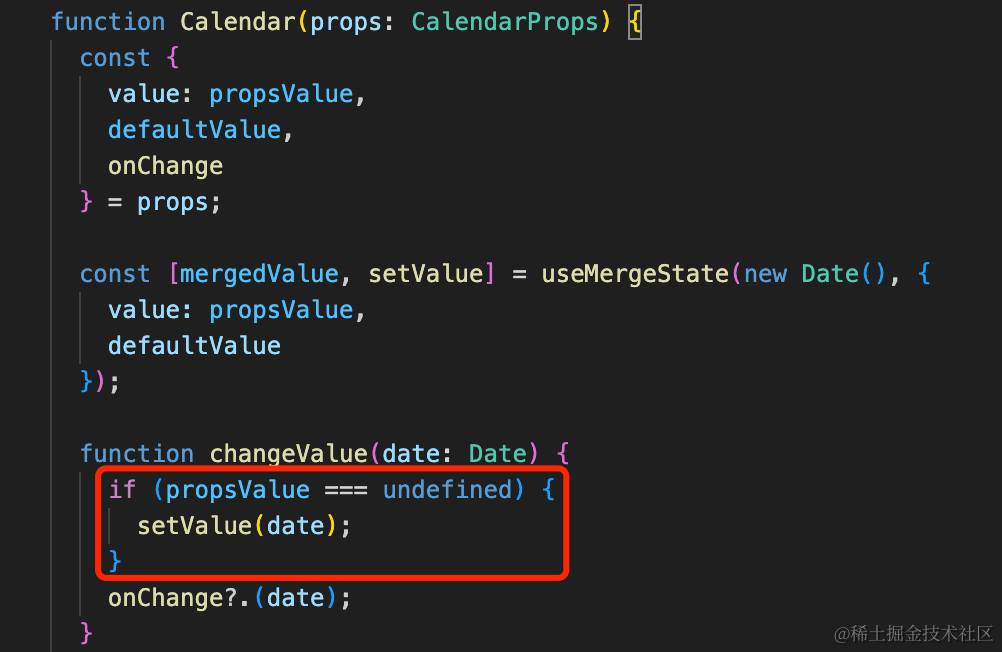 function Calendar(props: CalendarProps) {
  const {
    value: propsValue,
    defaultValue,
    onChange
  } = props;
  const [mergedValue, setValue] = useMergeState(new Date(), {
    value: propsValue,
    defaultValue
  });
  function changeValue(date: Date) {
    if (propsValue === undefined) {
      setValue(date);
    }
    onChange?.(date);
  }
@稀土掘金技术社区